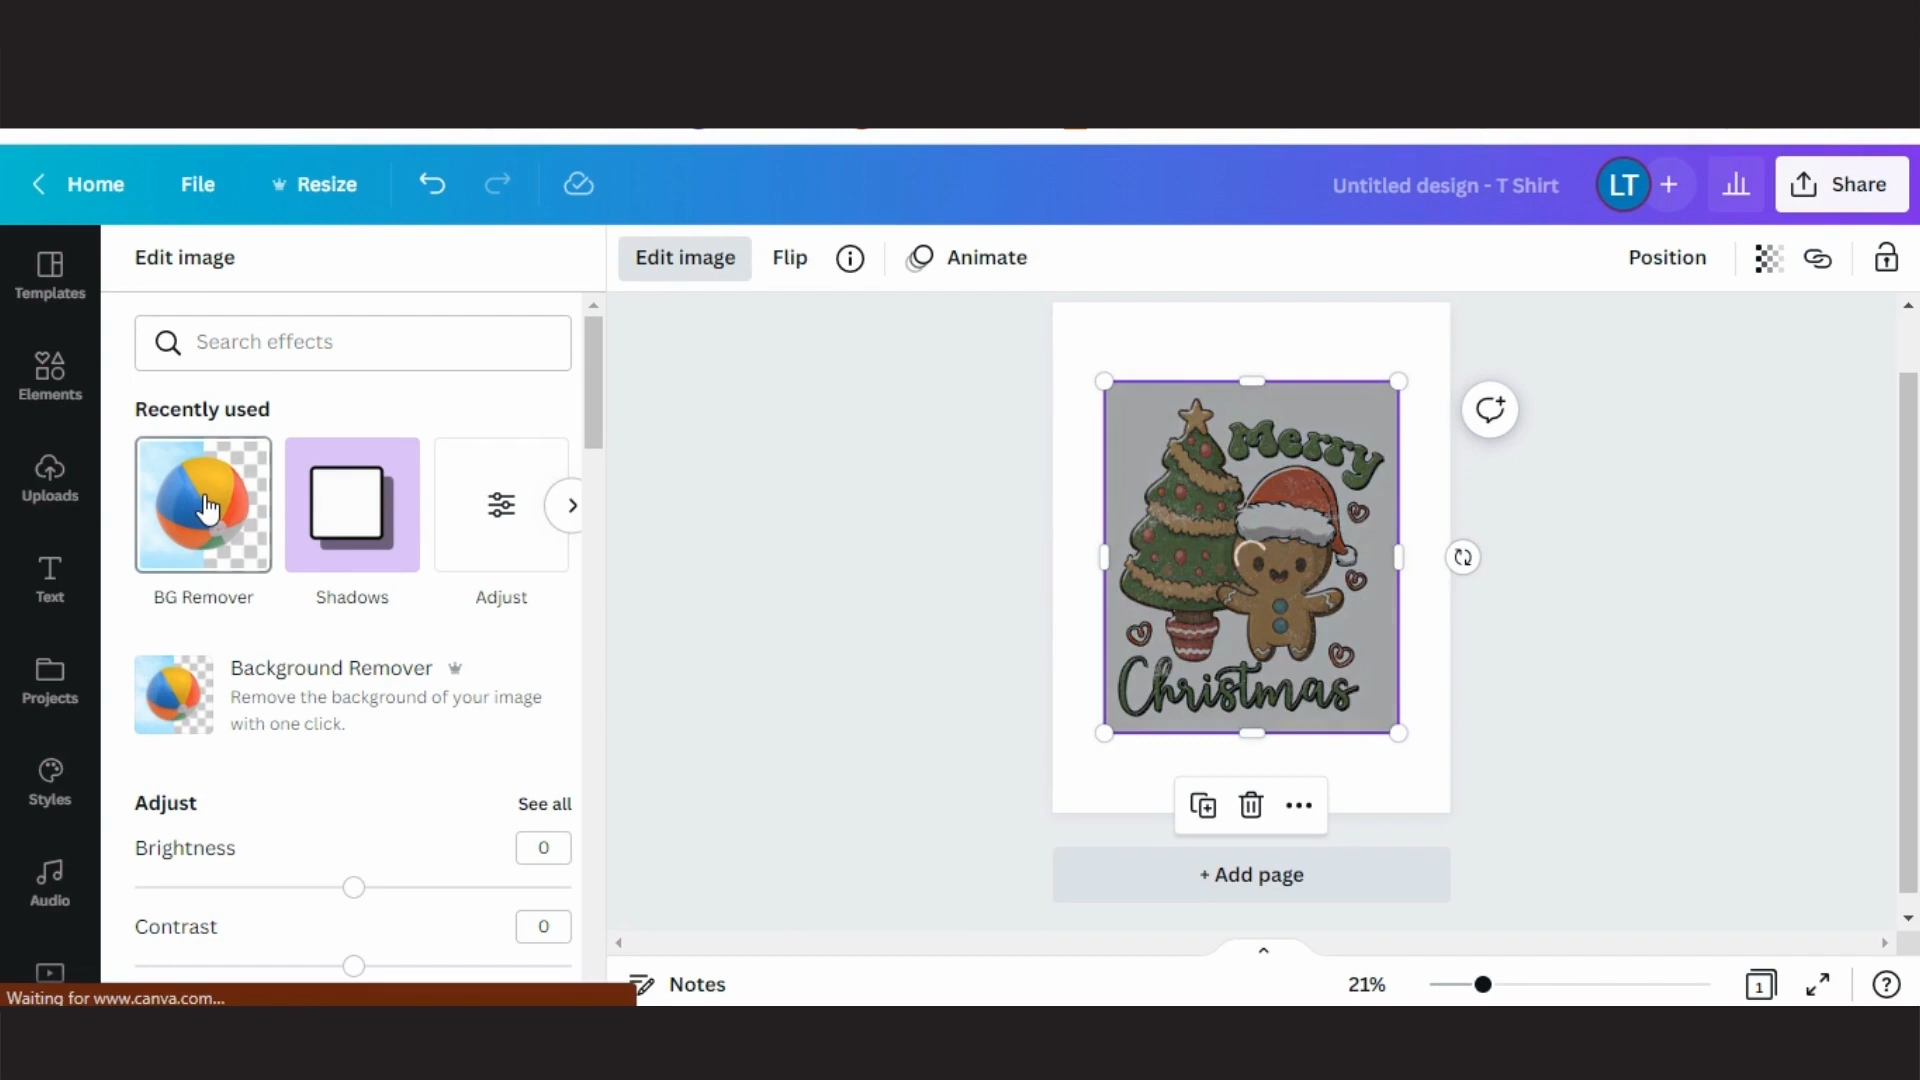 Home File Resize Untitled design - T Shirt LT + Share
Templates
Elements
Uploads
Text
Projects
Styles
Audio
Edit image
Search effects
Recently used
BG Remover Shadows Adjust
Background Remover
Remove the background of your image
with one click.
Adjust See all
Brightness 0
Contrast 0
Waiting for www.canva.com...
Edit image Flip Animate Position
Merry
Christmas
+ Add page
Notes 21% 1 ?